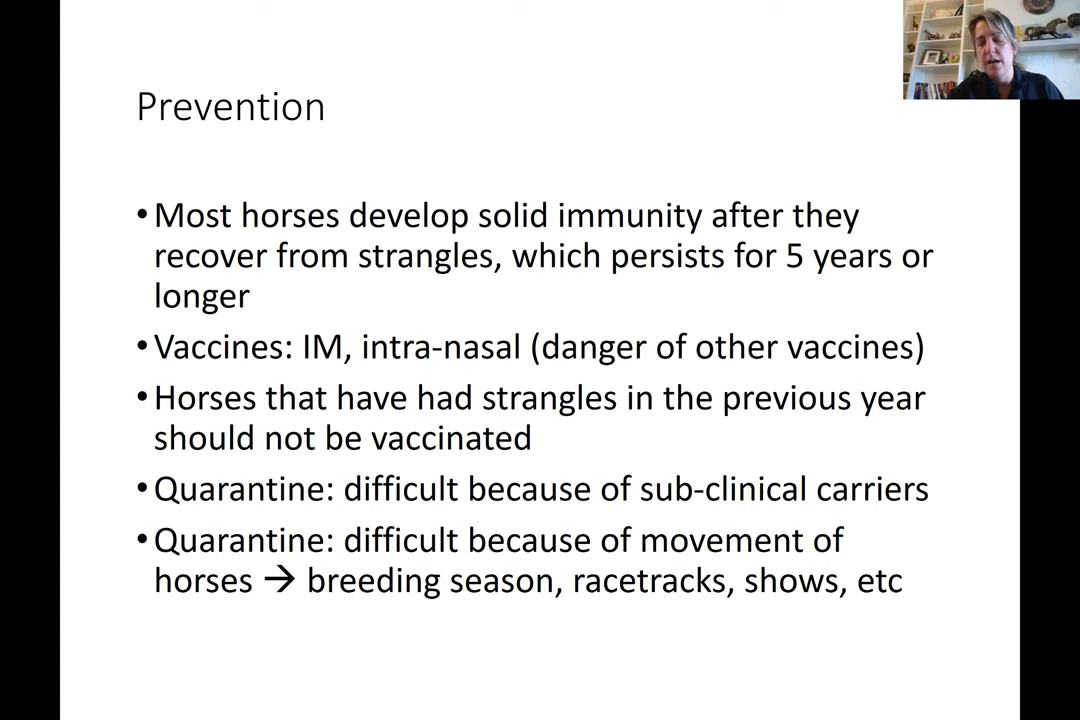 Prevention
• Most horses develop solid immunity after they
recover from strangles, which persists for 5 years or
longer
• Vaccines: IM, intra-nasal (danger of other vaccines)
• Horses that have had strangles in the previous year
should not be vaccinated
• Quarantine: difficult because of sub-clinical carriers
• Quarantine: difficult because of movement of
horses → breeding season, racetracks, shows, etc